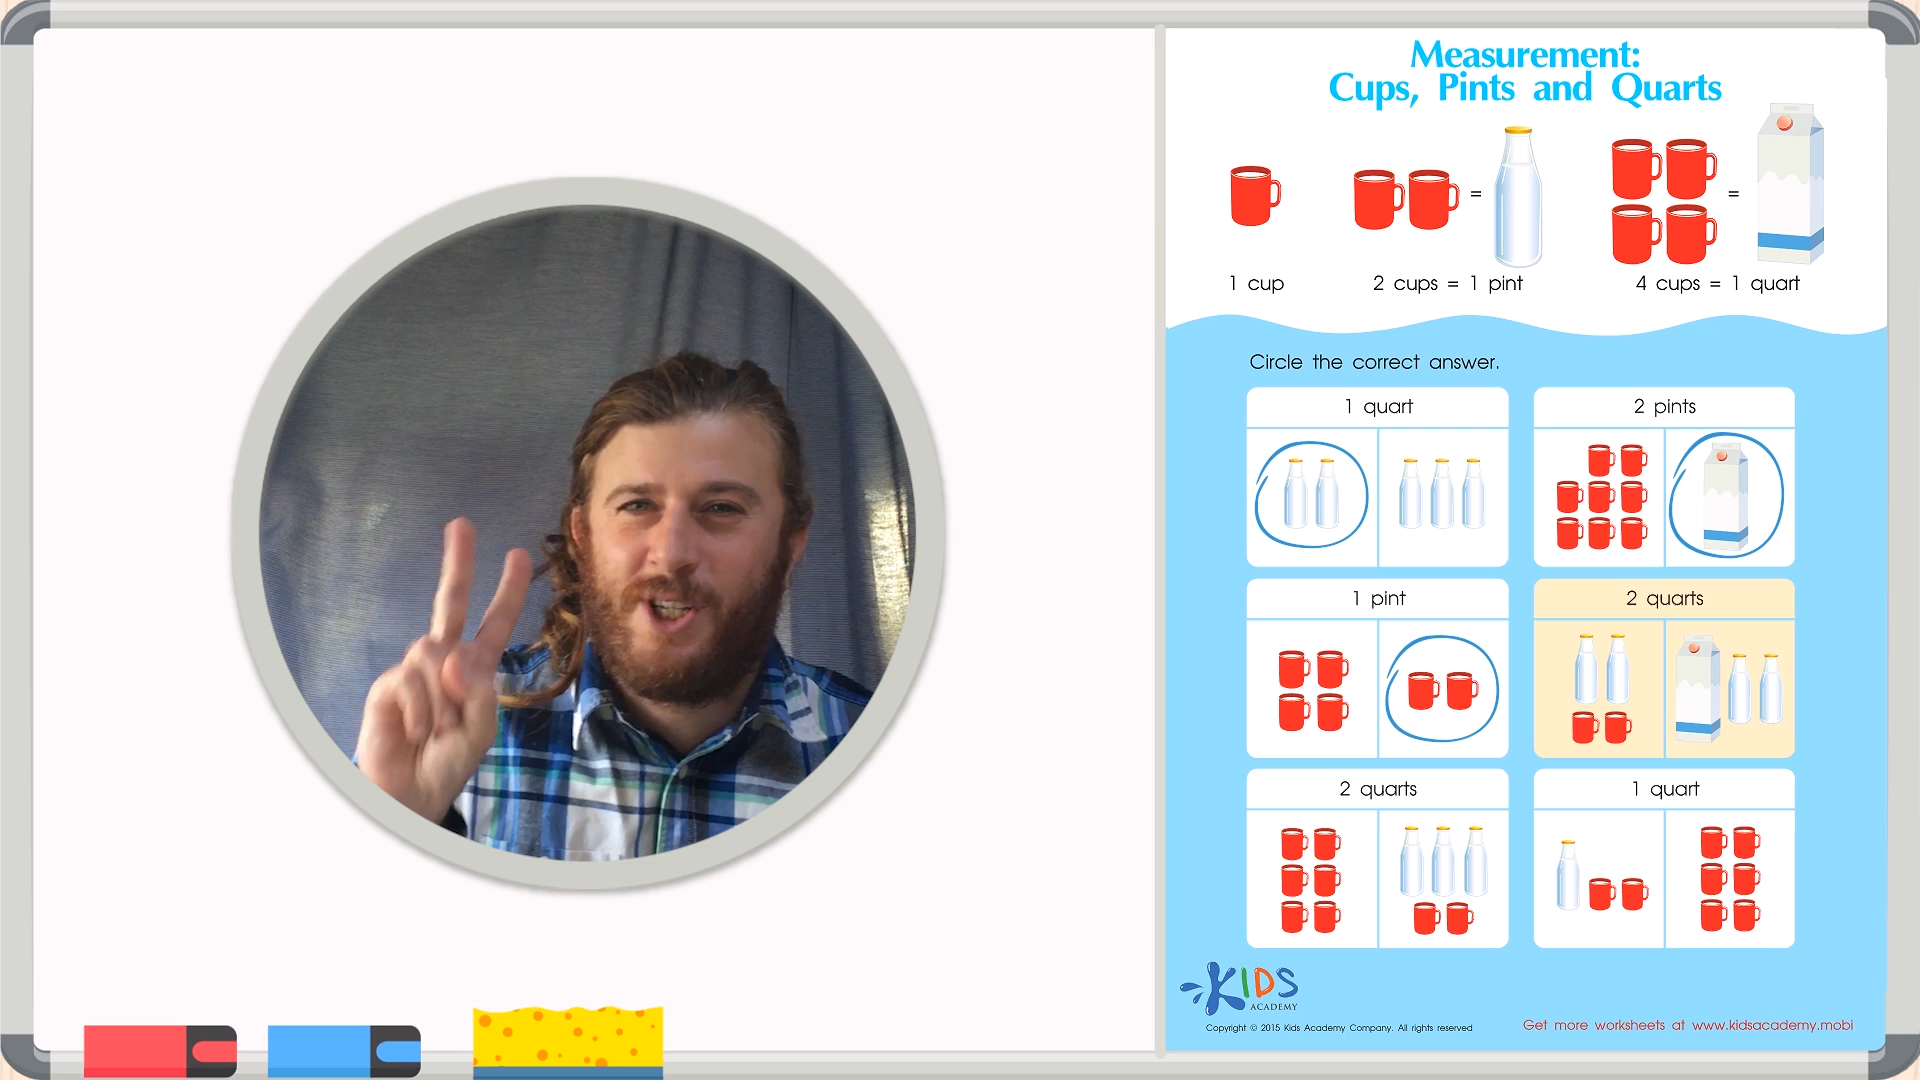 Measurement:
Cups, Pints and Quarts
=
=
1 cup
2 cups = 1 pint
4 cups = 1 quart
Circle the correct answer.
1 quart
2 pints
1 pint
2 quarts
2 quarts
1 quart
KIDS
ACADEMY
Copyright © 2015 Kids Academy Company. All rights reserved
Get more worksheets at www.kidsacademy.mobi